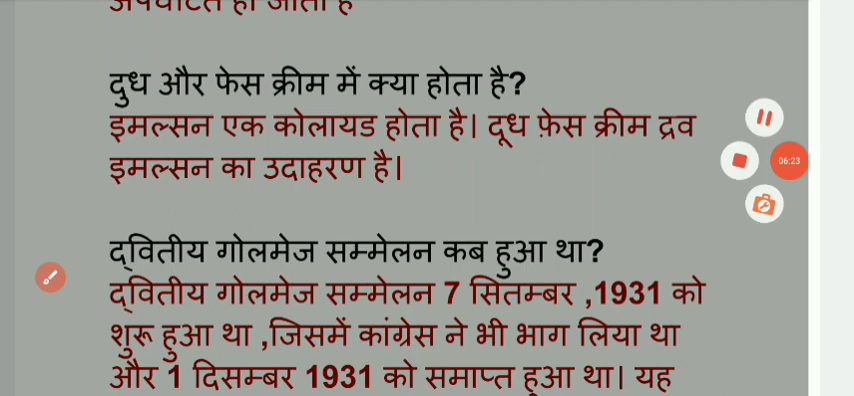 अपघटित हो जाता है
दुध और फेस क्रीम में क्या होता है?
इमल्सन एक कोलायड होता है। दूध फ़ेस क्रीम द्रव
इमल्सन का उदाहरण है।
06:23
द्वितीय गोलमेज सम्मेलन कब हुआ था?
द्वितीय गोलमेज सम्मेलन 7 सितम्बर ,1931 को
शुरू हुआ था ,जिसमें कांग्रेस ने भी भाग लिया था
और 1 दिसम्बर 1931 को समाप्त हुआ था। यह